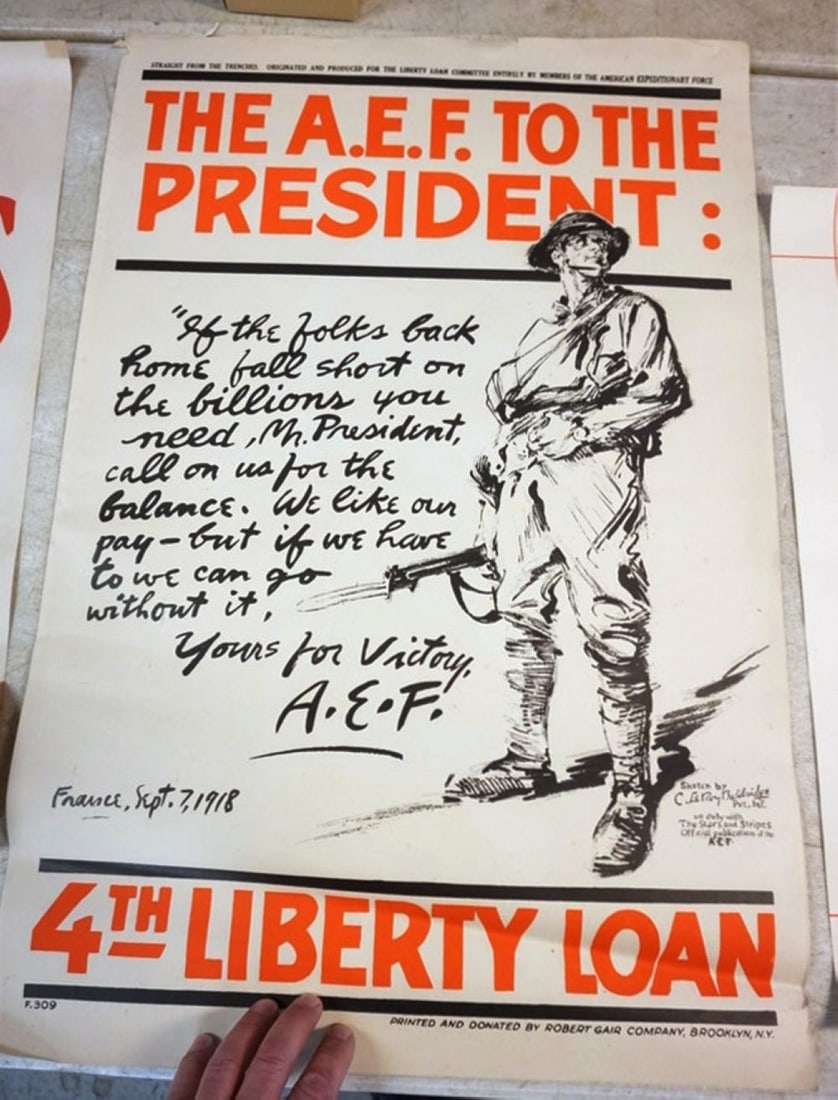 STRAIGHT FROM THE TRENCHES. ORIGINATED AND PRODUCED FOR THE LIBERTY LOAN COMMITTEE ENTIRELY BY MEMBERS OF THE AMERICAN EXPEDITIONARY FORCE
THE A.E.F. TO THE
PRESIDENT:
"If the folks back
home fall short on
the billions you
need, Mr. President,
call on us for the
balance. We like our
pay - but if we have
to we can go
without it,
Yours for Victory,
A.E.F.
France, Sept. 7, 1918
Sketch by
C. LeRoy Baldridge
Pvt. Inf.
on duty with
The Stars and Stripes
Official publication of the
A.E.F.
4TH LIBERTY LOAN
F.309
PRINTED AND DONATED BY ROBERT GAIR COMPANY, BROOKLYN, N.Y.